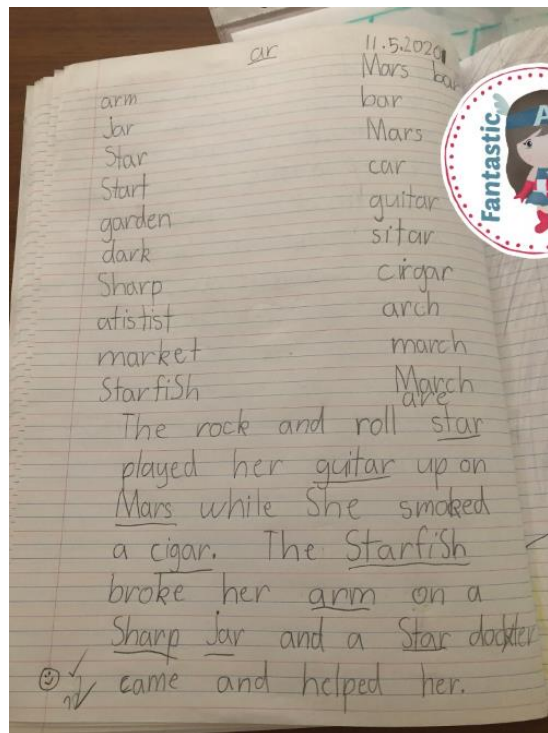 ar
11.5.2020
arm
Jar
Star
Start
garden
dark
Sharp
atistist
market
StarfiSh
Mars bar
bar
Mars
car
guitar
sitar
cirgar
arch
march
March
are
The rock and roll star
played her guitar up on
Mars while She smoked
a cigar. The StarfiSh
broke her arm on a
Sharp Jar and a Star
came and helped her.
Fantastic